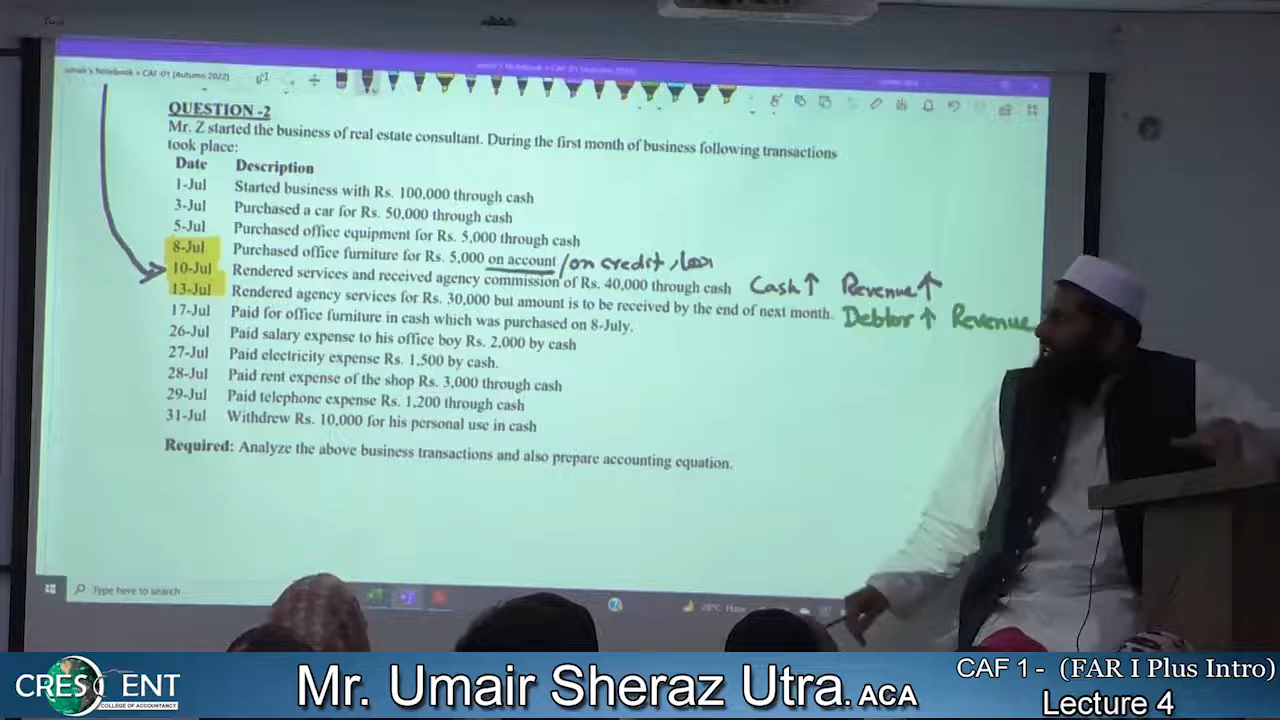 umair's Notebook » CAF-01 (Autumn 2022)
QUESTION -2
Mr. Z started the business of real estate consultant. During the first month of business following transactions
took place:
Date Description
1-Jul Started business with Rs. 100,000 through cash
3-Jul Purchased a car for Rs. 50,000 through cash
5-Jul Purchased office equipment for Rs. 5,000 through cash
8-Jul Purchased office furniture for Rs. 5,000 on account /on credit /loan
10-Jul Rendered services and received agency commission of Rs. 40,000 through cash Cash↑ Revenue↑
13-Jul Rendered agency services for Rs. 30,000 but amount is to be received by the end of next month. Debtor↑ Revenue
17-Jul Paid for office furniture in cash which was purchased on 8-July.
26-Jul Paid salary expense to his office boy Rs. 2,000 by cash
27-Jul Paid electricity expense Rs. 1,500 by cash.
28-Jul Paid rent expense of the shop Rs. 3,000 through cash
29-Jul Paid telephone expense Rs. 1,200 through cash
31-Jul Withdrew Rs. 10,000 for his personal use in cash
Required: Analyze the above business transactions and also prepare accounting equation.
Type here to search
CRESCENT
COLLEGE OF ACCOUNTANCY
Mr. Umair Sheraz Utra. ACA
CAF 1 - (FAR I Plus Intro)
Lecture 4